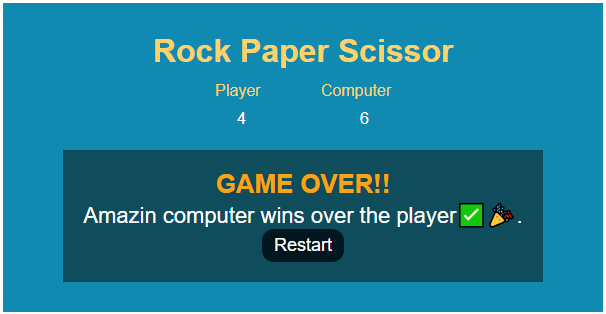 Rock Paper Scissor
Player Computer
4 6
GAME OVER!!
Amazin computer wins over the player✅🎉.
Restart